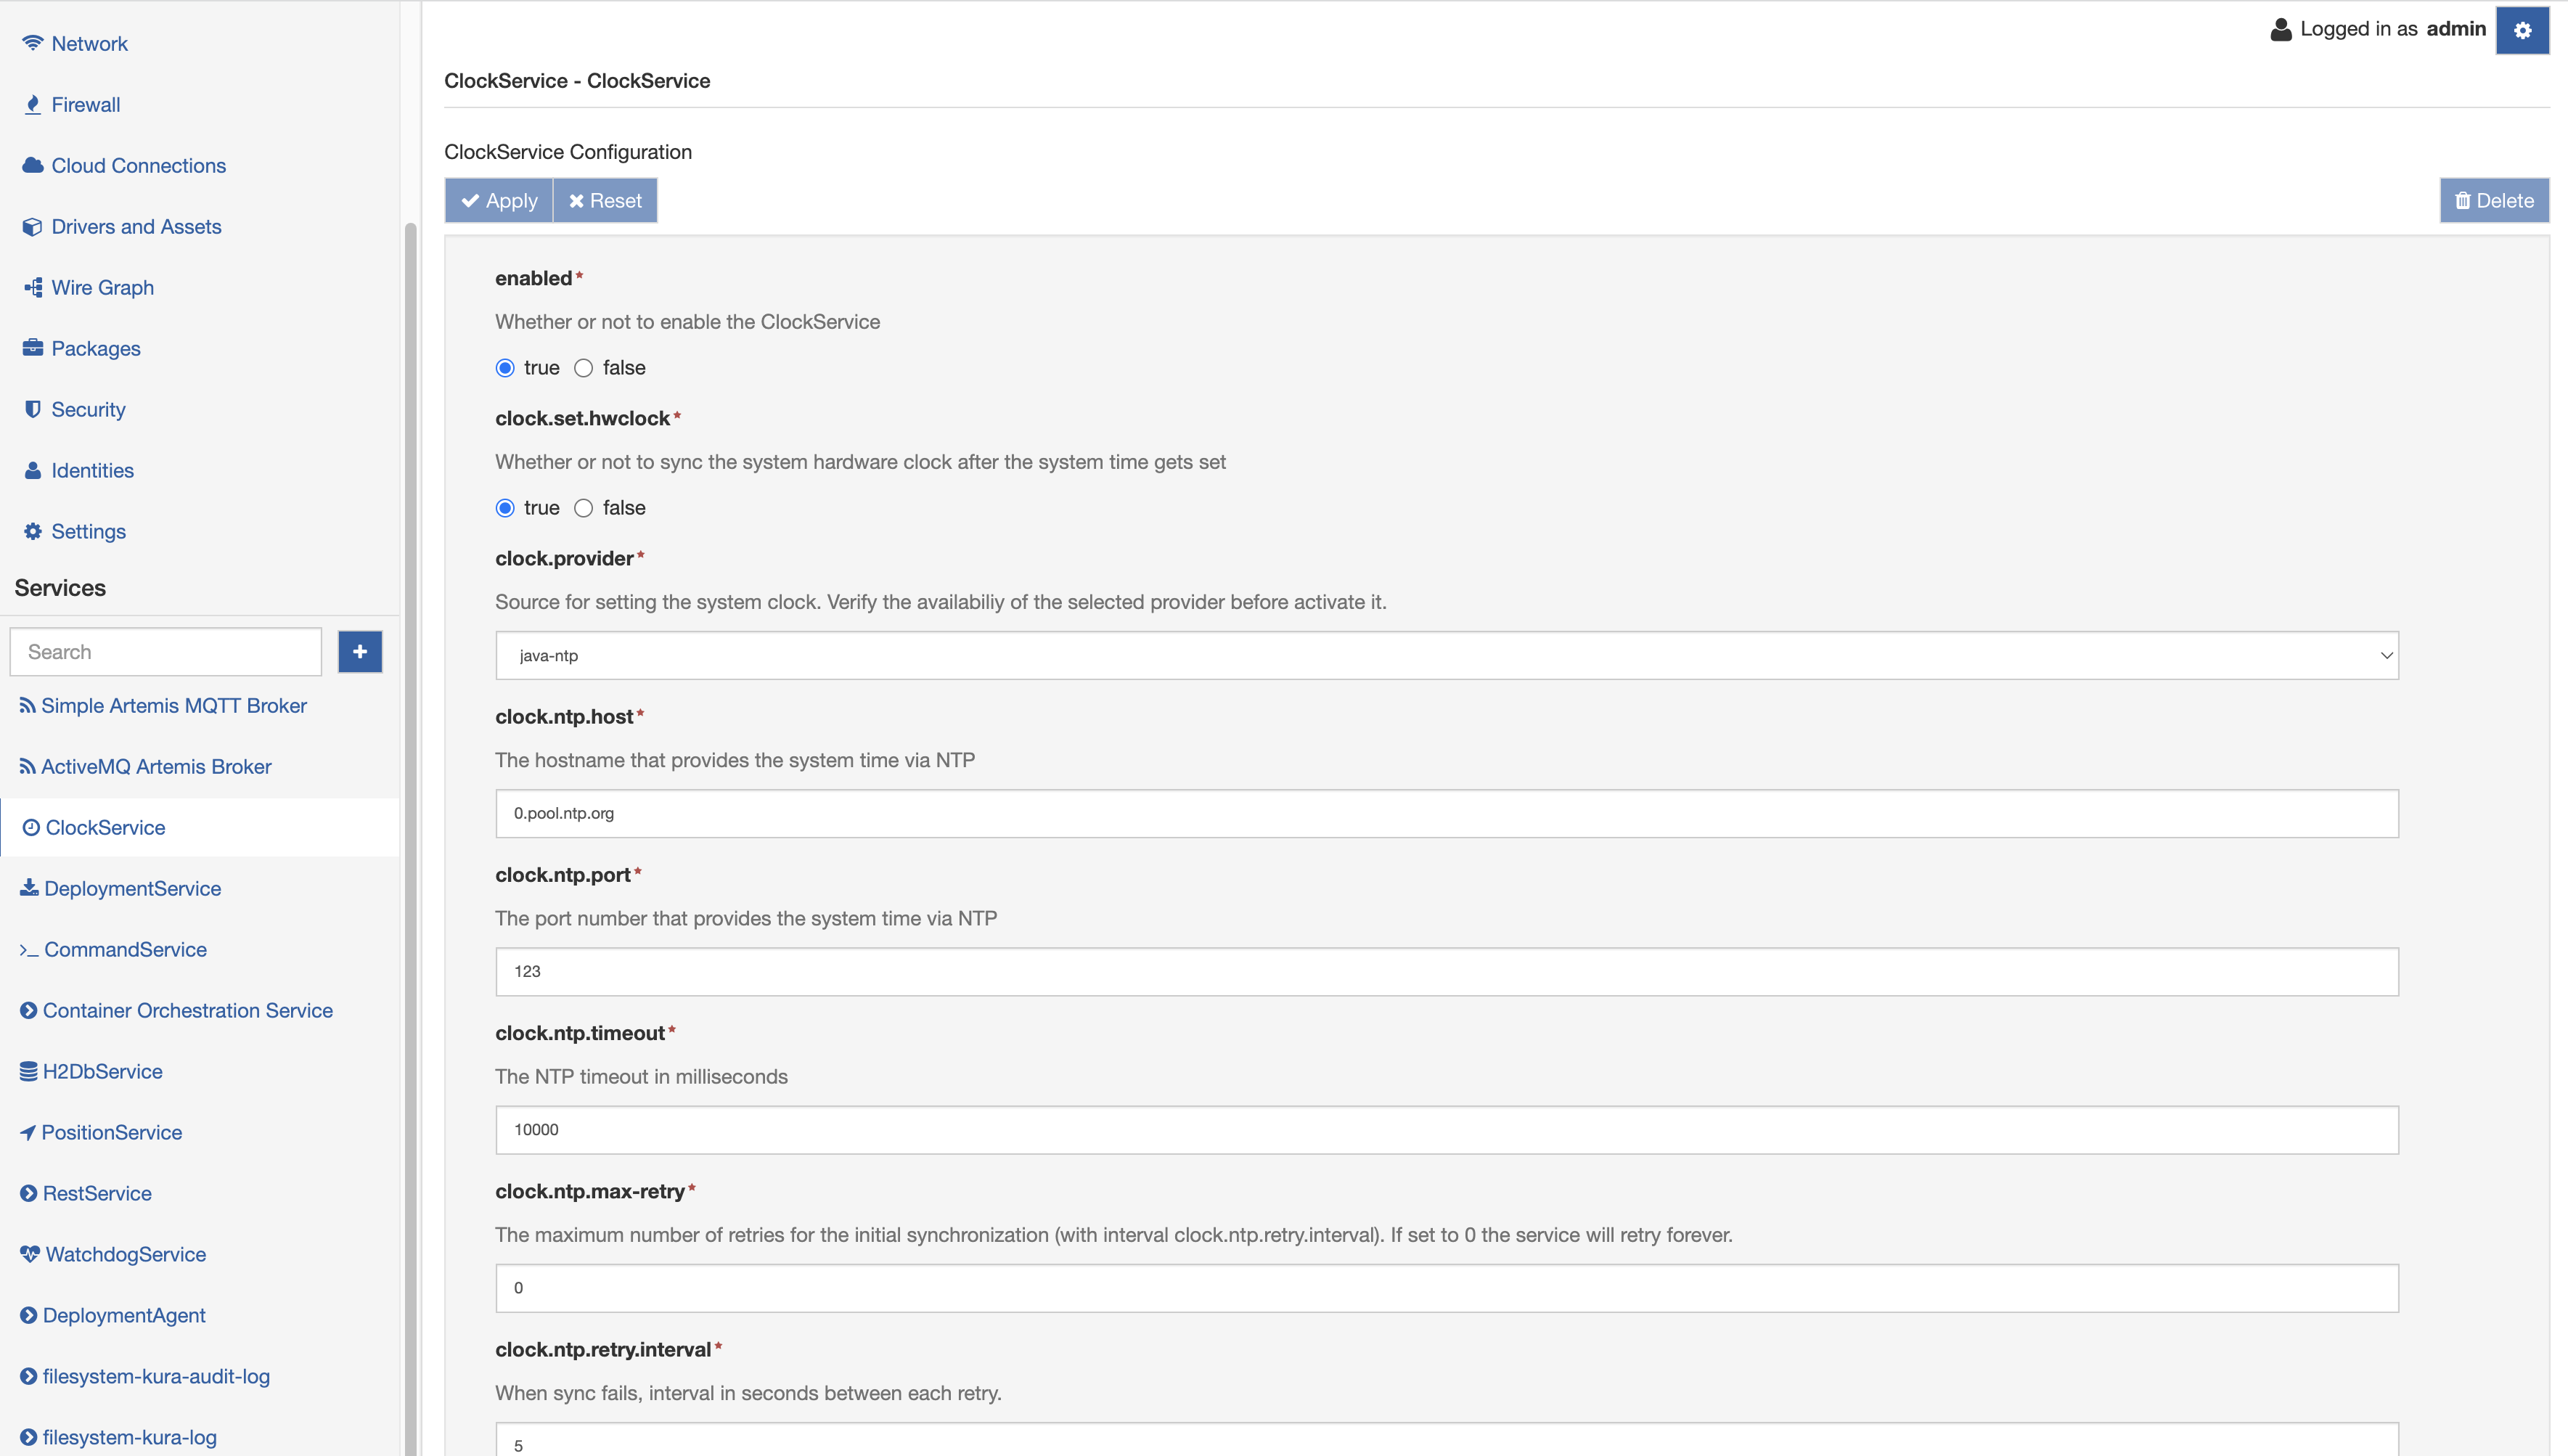 Network
Firewall
Cloud Connections
Drivers and Assets
Wire Graph
Packages
Security
Identities
Settings
Services
Search
Simple Artemis MQTT Broker
ActiveMQ Artemis Broker
ClockService
DeploymentService
CommandService
Container Orchestration Service
H2DbService
PositionService
RestService
WatchdogService
DeploymentAgent
filesystem-kura-audit-log
filesystem-kura-log
Logged in as admin
ClockService - ClockService
ClockService Configuration
Apply Reset Delete
enabled*
Whether or not to enable the ClockService
true false
clock.set.hwclock*
Whether or not to sync the system hardware clock after the system time gets set
true false
clock.provider*
Source for setting the system clock. Verify the availabiliy of the selected provider before activate it.
java-ntp
clock.ntp.host*
The hostname that provides the system time via NTP
0.pool.ntp.org
clock.ntp.port*
The port number that provides the system time via NTP
123
clock.ntp.timeout*
The NTP timeout in milliseconds
10000
clock.ntp.max-retry*
The maximum number of retries for the initial synchronization (with interval clock.ntp.retry.interval). If set to 0 the service will retry forever.
0
clock.ntp.retry.interval*
When sync fails, interval in seconds between each retry.
5